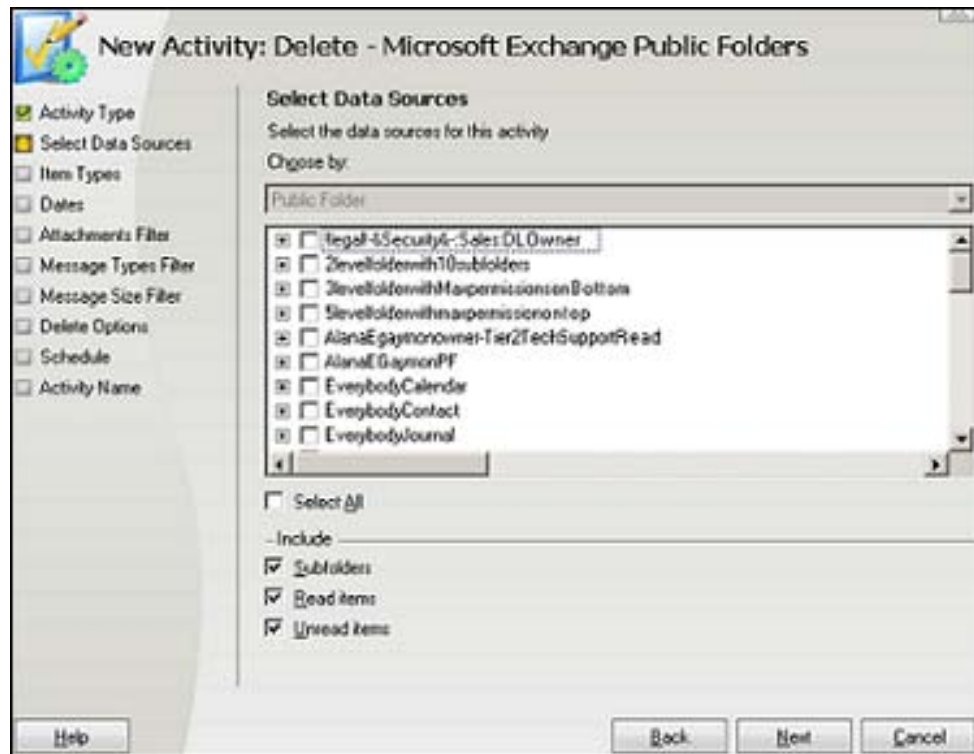 New Activity: Delete - Microsoft Exchange Public Folders
Activity Type
Select Data Sources
Item Types
Dates
Attachments Filter
Message Types Filter
Message Size Filter
Delete Options
Schedule
Activity Name
Select Data Sources
Select the data sources for this activity
Choose by:
Public Folder
2levelfolderwith10subfolders
3levelfolderwithMaxpermissionsonBottom
5levelfolderwithmaxpermissionontop
AlanaEgaymonowner-Tier2TechSupportRead
AlanaEGaymonPF
EverybodyCalendar
EverybodyContact
EverybodyJournal
Select All
Include
Subfolders
Read items
Unread items
Help
Back
Next
Cancel